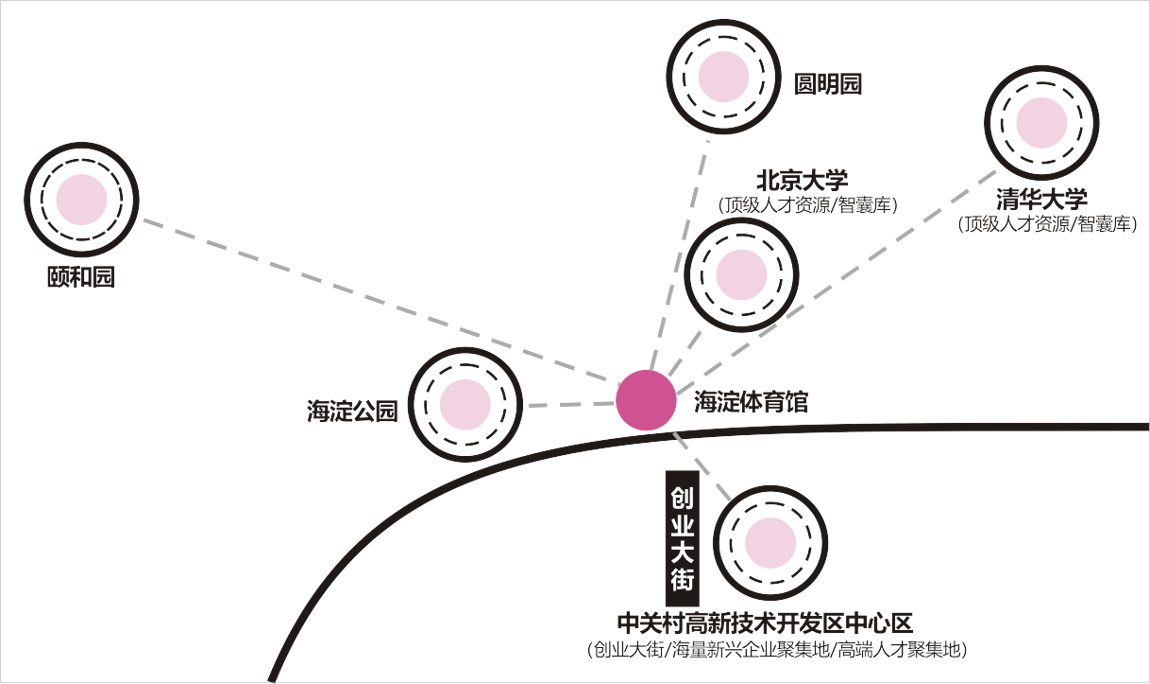 圆明园
北京大学
(顶级人才资源/智囊库)
清华大学
(顶级人才资源/智囊库)
颐和园
海淀公园
海淀体育馆
创业大街
中关村高新技术开发区中心区
(创业大街/海量新兴企业聚集地/高端人才聚集地)